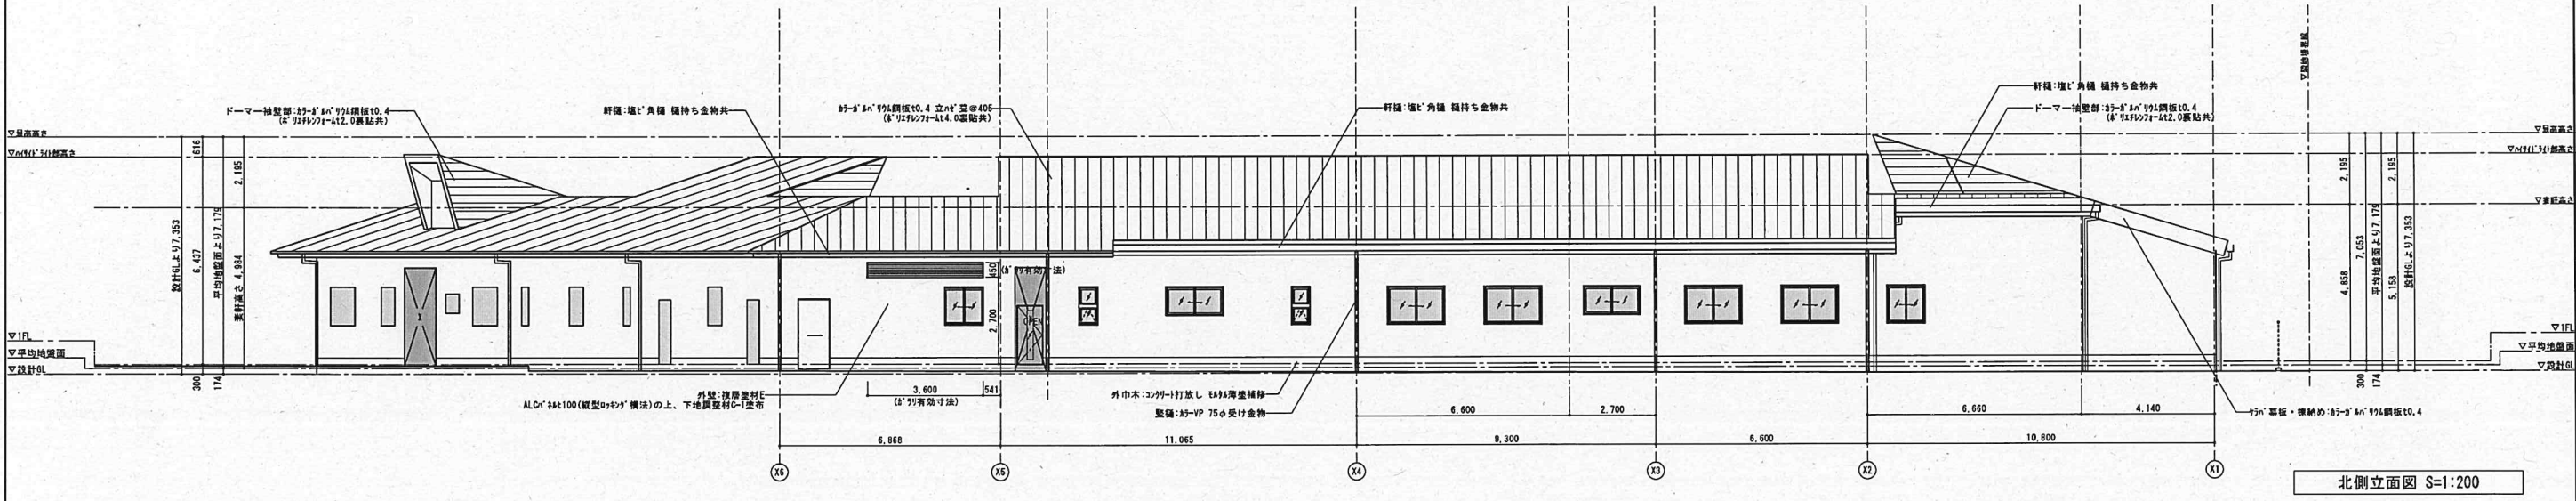 ドーマー袖壁部:カラーガルバリウム鋼板t0.4
(ポリエチレンフォームt2.0裏貼共)
軒樋:塩ビ角樋 樋持ち金物共
カラーガルバリウム鋼板t0.4 立ハゼ葺@405
(ポリエチレンフォームt4.0裏貼共)
軒樋:塩ビ角樋 樋持ち金物共
軒樋:塩ビ角樋 樋持ち金物共
ドーマー袖壁部:カラーガルバリウム鋼板t0.4
(ポリエチレンフォームt2.0裏貼共)
▽最高高さ
▽ハイサイドライト部高さ
616
2,195
設計GLより7,353
6,437
平均地盤面より7,179
4,984
▽1FL
▽平均地盤面
▽設計GL
300
174
450
(ガラリ有効寸法)
2,700
OPEN
3,600
541
(ガラリ有効寸法)
外壁:複層塗材E
ALCパネルt100(縦型ロッキング構法)の上、下地調整材C-1塗布
外巾木:コンクリート打放し モルタル薄塗補修
竪樋:カラーVP 75φ受け金物
6,600
2,700
6,660
4,140
6,868
11,065
9,300
6,600
10,800
X6
X5
X4
X3
X2
X1
▽最高高さ
▽ハイサイドライト部高さ
2,195
2,195
4,858
7,053
平均地盤面より7,179
5,158
設計GLより7,353
▽1FL
▽平均地盤面
▽設計GL
300
174
ケラバ幕板・棟納め:カラーガルバリウム鋼板t0.4
北側立面図 S=1:200